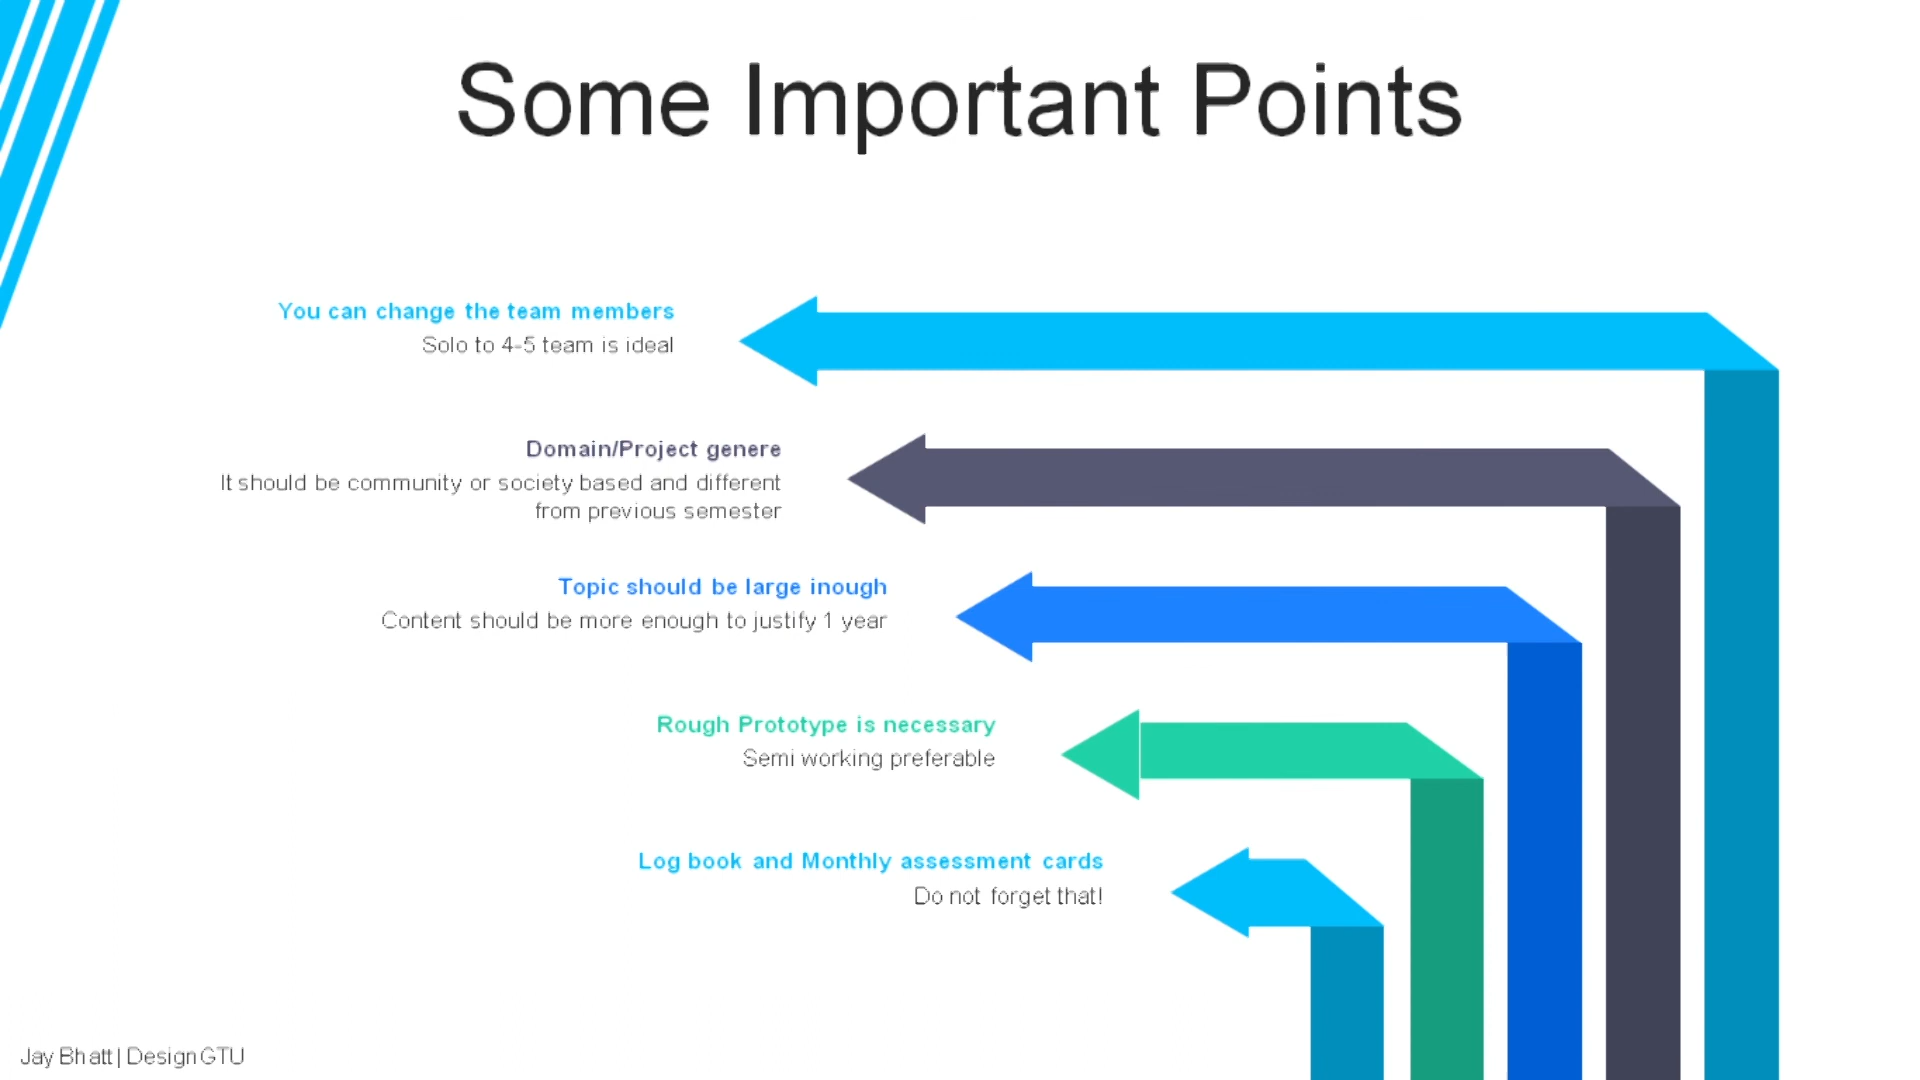 Some Important Points
You can change the team members
Solo to 4-5 team is ideal
Domain/Project genere
It should be community or society based and different
from previous semester
Topic should be large inough
Content should be more enough to justify 1 year
Rough Prototype is necessary
Semi working preferable
Log book and Monthly assessment cards
Do not forget that!
Jay Bhatt | Design GTU